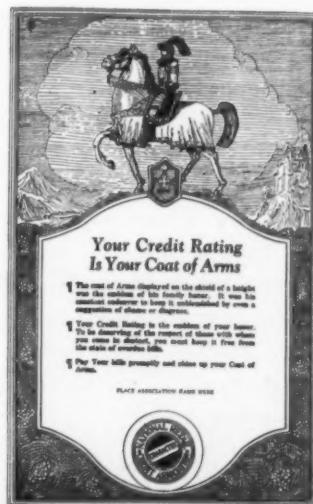 Your Credit Rating
Is Your Coat of Arms
¶ The coat of Arms displayed on the shield of a knight
was the emblem of his family honor. It was his
constant endeavor to keep it unblemished by even a
suggestion of shame or disgrace.
¶ Your Credit Rating is the emblem of your honor.
To be deserving of the respect of those with whom
you come in contact, you must keep it free from
the stain of overdue bills.
¶ Pay Your bills promptly and shine up your Coat of
Arms.
PLACE ASSOCIATION NAME HERE
NATIONAL RETAIL
CREDIT